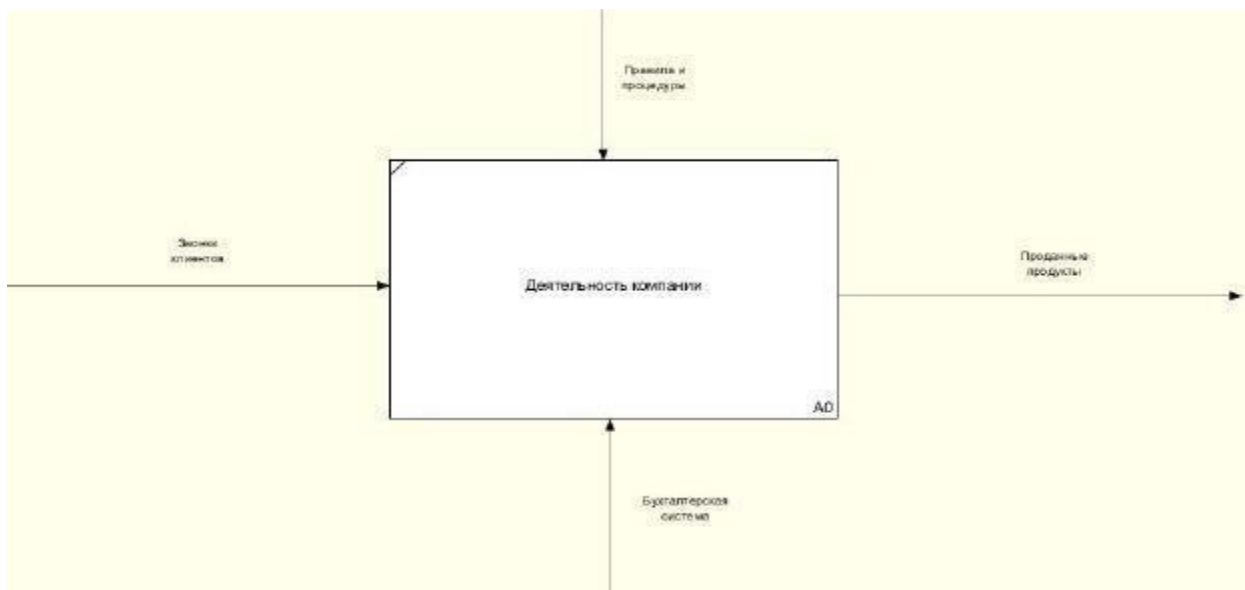 Правила и
процедуры
Звонки
клиентов
Деятельность компании
Проданные
продукты
A0
Бухгалтерская
система